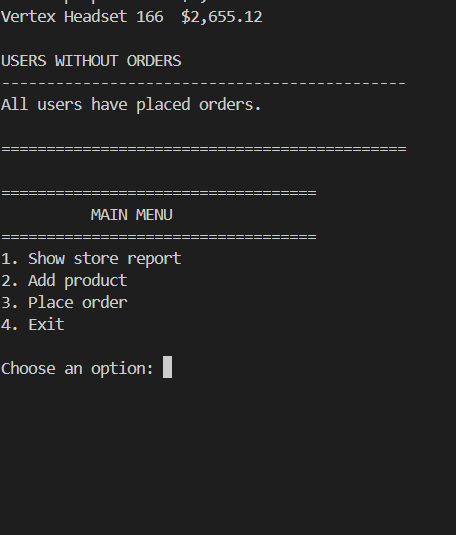 Vertex Headset 166  $2,655.12
USERS WITHOUT ORDERS
---------------------------------------------
All users have placed orders.
=============================================
===================================
MAIN MENU
===================================
1. Show store report
2. Add product
3. Place order
4. Exit
Choose an option: